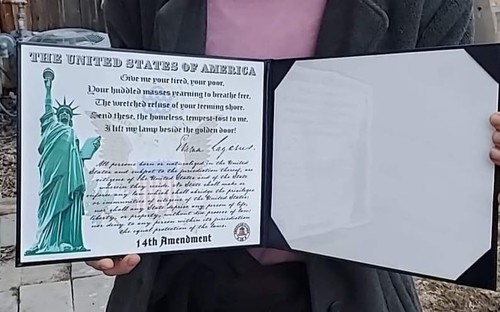 THE UNITED STATES OF AMERICA
Give me your tired, your poor,
Your huddled masses yearning to breathe free,
The wretched refuse of your teeming shore.
Send these, the homeless, tempest-tost to me,
I lift my lamp beside the golden door!
Emma Lazarus.
All persons born or naturalized in the United
States and subject to the jurisdiction thereof, are
citizens of the United States and of the State
wherein they reside. No State shall make or
enforce any law which shall abridge the privileges
or immunities of citizens of the United States;
nor shall any State deprive any person of life,
liberty, or property, without due process of law;
nor deny to any person within its jurisdiction
the equal protection of the laws.
14th Amendment